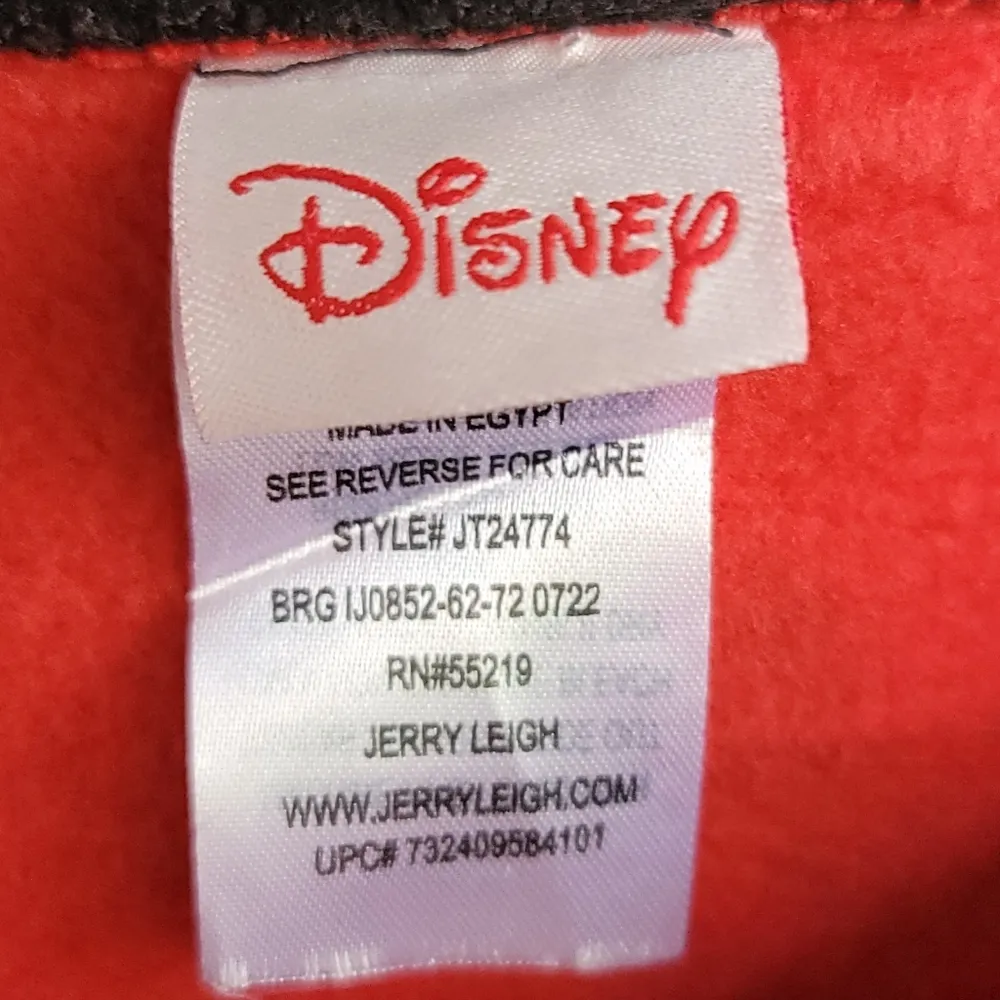 Disney
MADE IN EGYPT
SEE REVERSE FOR CARE
STYLE# JT24774
BRG IJ0852-62-72 0722
RN#55219
JERRY LEIGH
WWW.JERRYLEIGH.COM
UPC# 732409584101